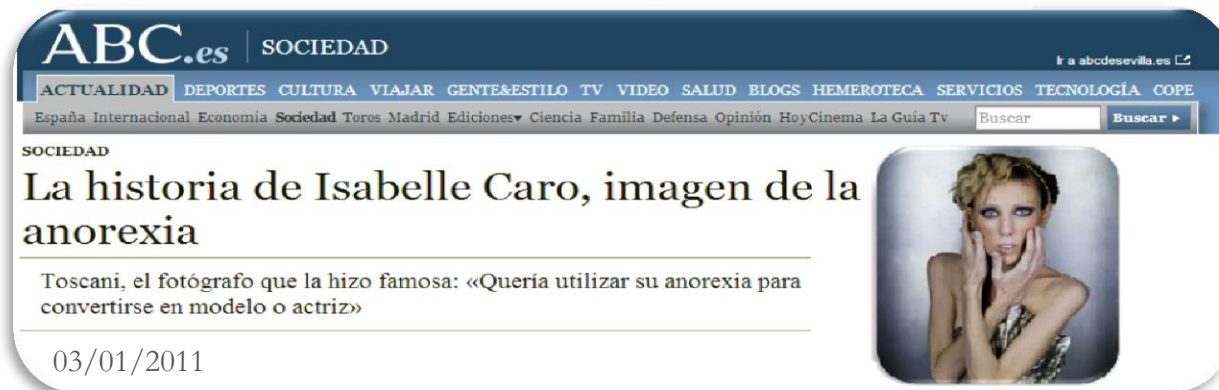 ABC.es SOCIEDAD
Ir a abcdesevilla.es
ACTUALIDAD DEPORTES CULTURA VIAJAR GENTE&ESTILO TV VIDEO SALUD BLOGS HEMEROTECA SERVICIOS TECNOLOGÍA COPE
España Internacional Economía Sociedad Toros Madrid Ediciones Ciencia Familia Defensa Opinión HoyCinema La Guía Tv Buscar Buscar
SOCIEDAD
La historia de Isabelle Caro, imagen de la
anorexia
Toscani, el fotógrafo que la hizo famosa: «Quería utilizar su anorexia para
convertirse en modelo o actriz»
03/01/2011